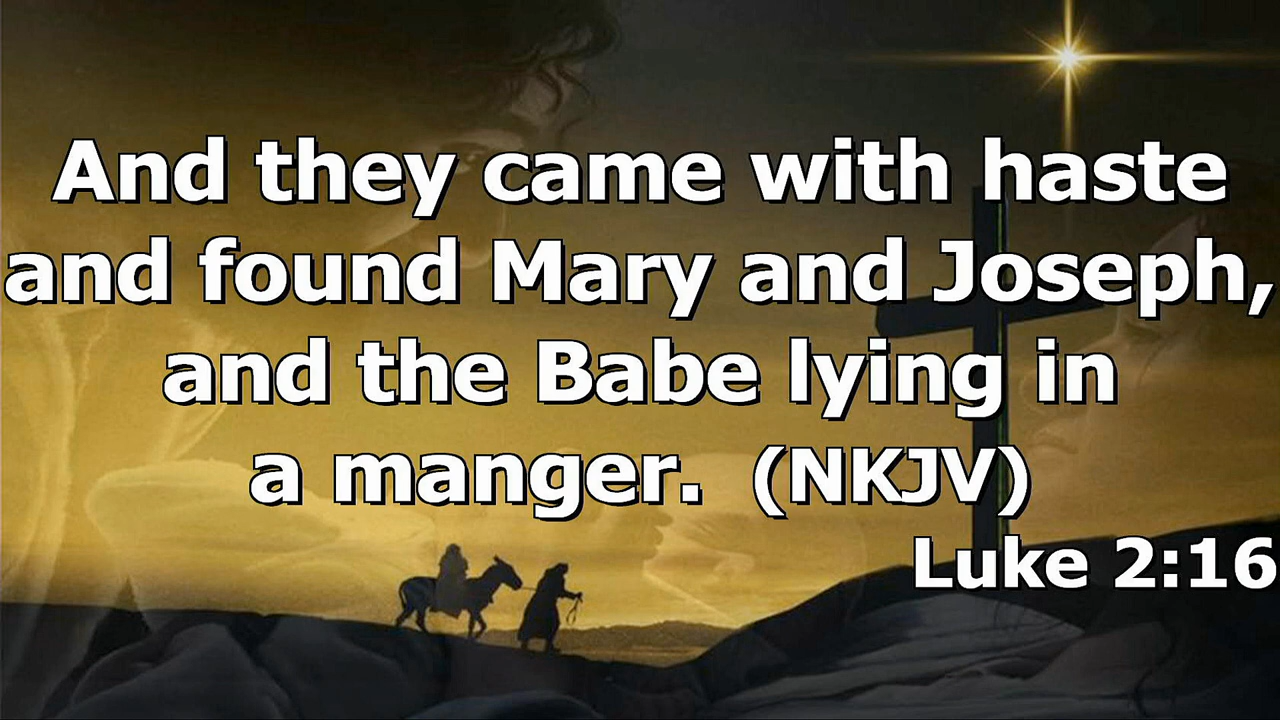 And they came with haste
and found Mary and Joseph,
and the Babe lying in
a manger.  (NKJV)
Luke 2:16